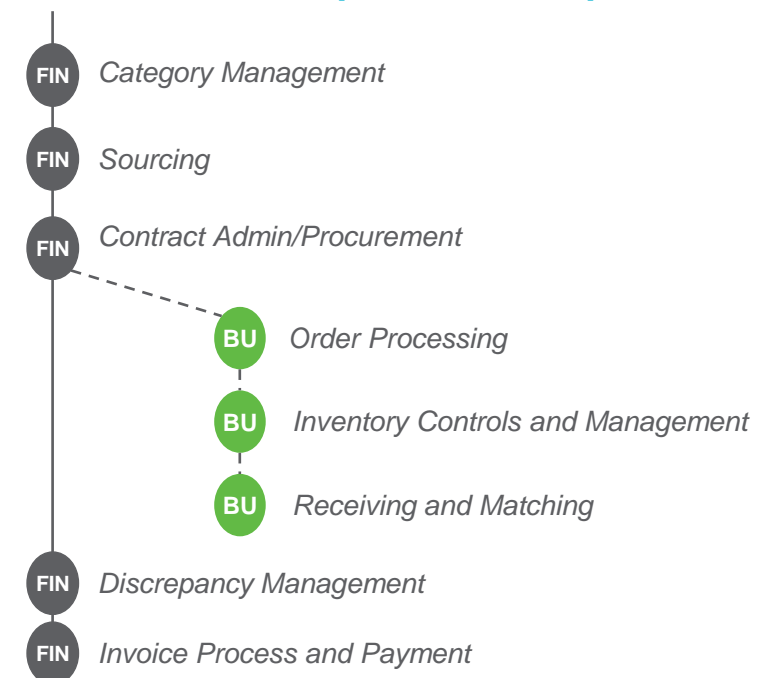 FIN Category Management
FIN Sourcing
FIN Contract Admin/Procurement
BU Order Processing
BU Inventory Controls and Management
BU Receiving and Matching
FIN Discrepancy Management
FIN Invoice Process and Payment